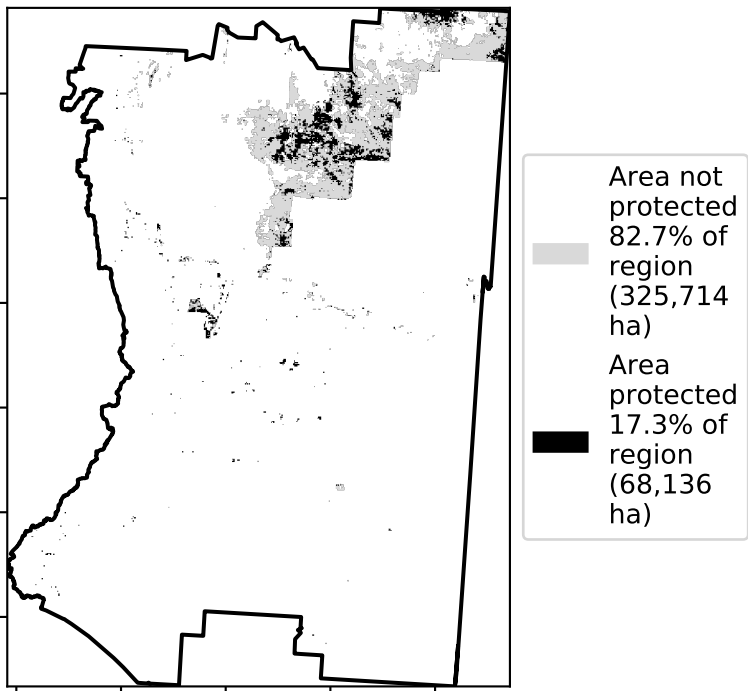 Area not
protected
82.7% of
region
(325,714
ha)
Area
protected
17.3% of
region
(68,136
ha)